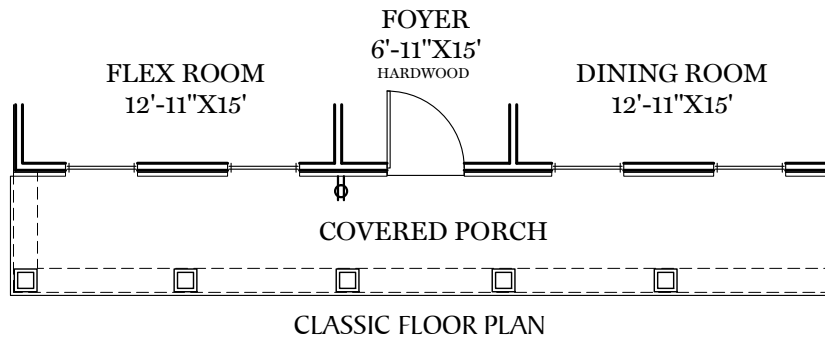 FOYER
6'-11"X15'
HARDWOOD
FLEX ROOM
12'-11"X15'
DINING ROOM
12'-11"X15'
COVERED PORCH
CLASSIC FLOOR PLAN